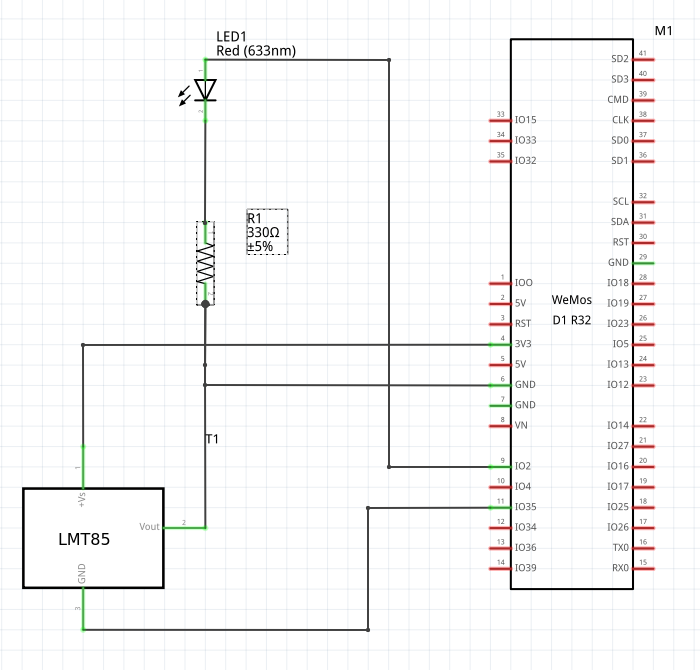 LED1
Red (633nm)
1
2
R1
330Ω
±5%
T1
1
+Vs
Vout
2
LMT85
GND
3
M1
WeMos
D1 R32
33 IO15
34 IO33
35 IO32
1 IOO
2 5V
3 RST
4 3V3
5 5V
6 GND
7 GND
8 VN
9 IO2
10 IO4
11 IO35
12 IO34
13 IO36
14 IO39
SD2 41
SD3 40
CMD 39
CLK 38
SD0 37
SD1 36
SCL 32
SDA 31
RST 30
GND 29
IO18 28
IO19 27
IO23 26
IO5 25
IO13 24
IO12 23
IO14 22
IO27 21
IO16 20
IO17 19
IO25 18
IO26 17
TX0 16
RX0 15